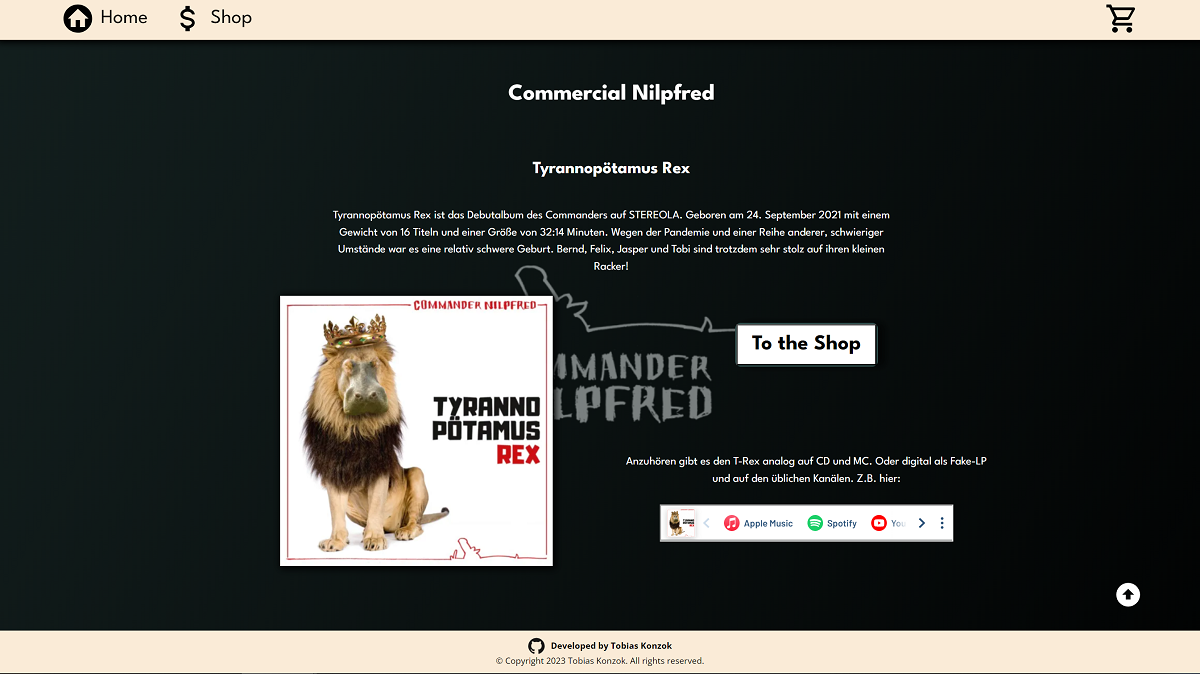 Home
Shop
Commercial Nilpfred
Tyrannopötamus Rex
Tyrannopötamus Rex ist das Debutalbum des Commanders auf STEREOLA. Geboren am 24. September 2021 mit einem
Gewicht von 16 Titeln und einer Größe von 32:14 Minuten. Wegen der Pandemie und einer Reihe anderer, schwieriger
Umstände war es eine relativ schwere Geburt. Bernd, Felix, Jasper und Tobi sind trotzdem sehr stolz auf ihren kleinen
Racker!
COMMANDER NILPFRED
TYRANNO
PÖTAMUS
REX
MMANDER
LPFRED
To the Shop
Anzuhören gibt es den T-Rex analog auf CD und MC. Oder digital als Fake-LP
und auf den üblichen Kanälen. Z.B. hier:
Apple Music Spotify You
Developed by Tobias Konzok
© Copyright 2023 Tobias Konzok. All rights reserved.